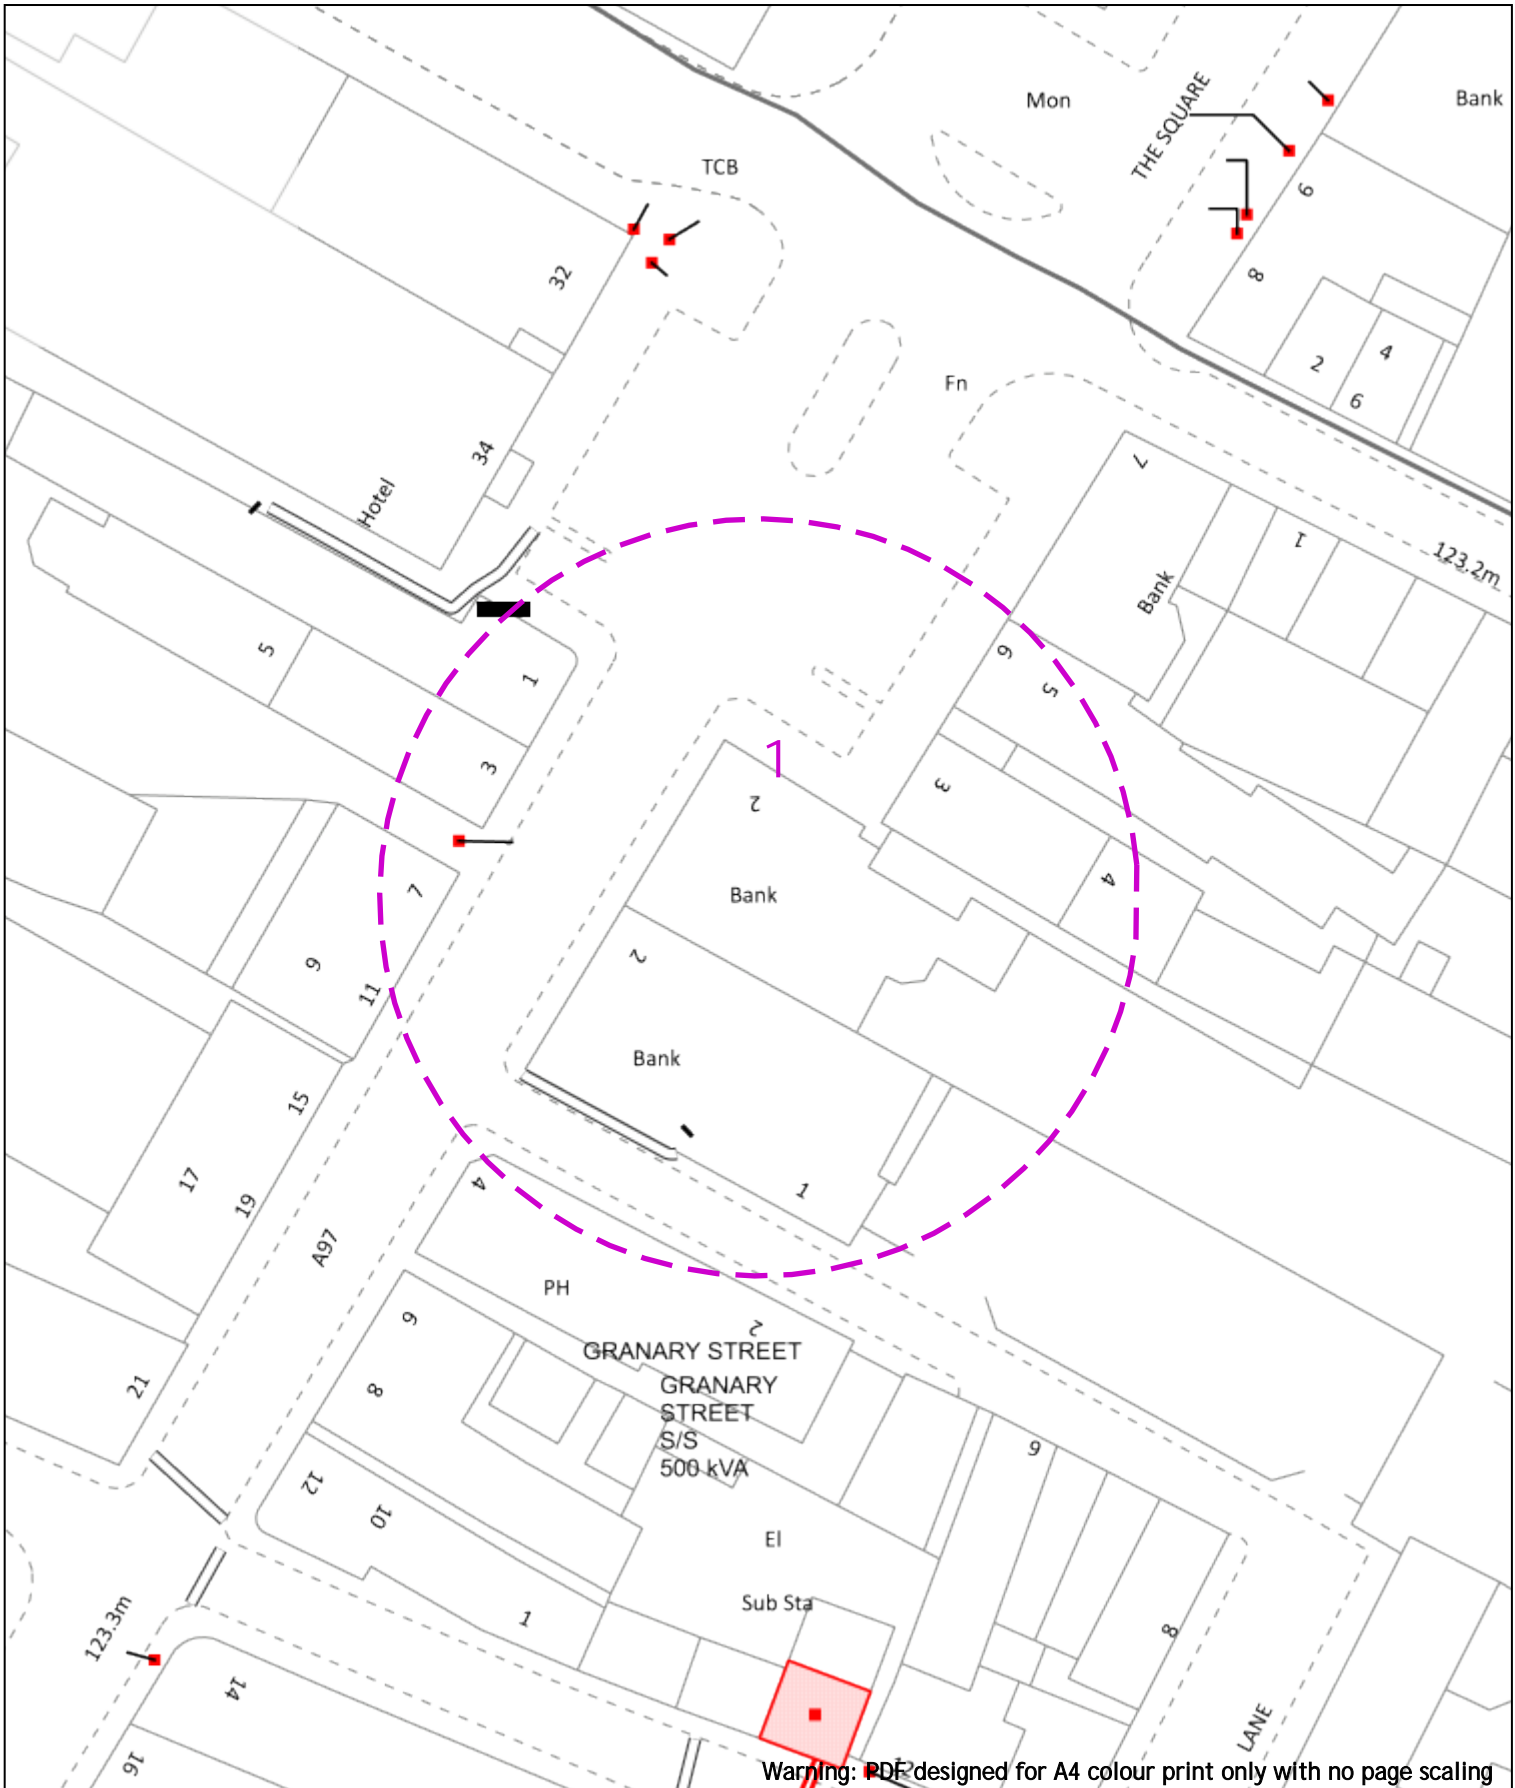 Mon
Bank
THE SQUARE
TCB
6
32
8
2
4
6
Fn
34
7
Hotel
1
123.2m
Bank
5
6
5
1
3
1
2
3
Bank
4
7
2
9
11
Bank
15
17
1
4
19
A97
PH
2
6
GRANARY STREET
GRANARY
STREET
S/S
500 kVA
21
8
9
12
10
El
Sub Sta
1
8
123.3m
14
LANE
16
12
Warning: PDF designed for A4 colour print only with no page scaling